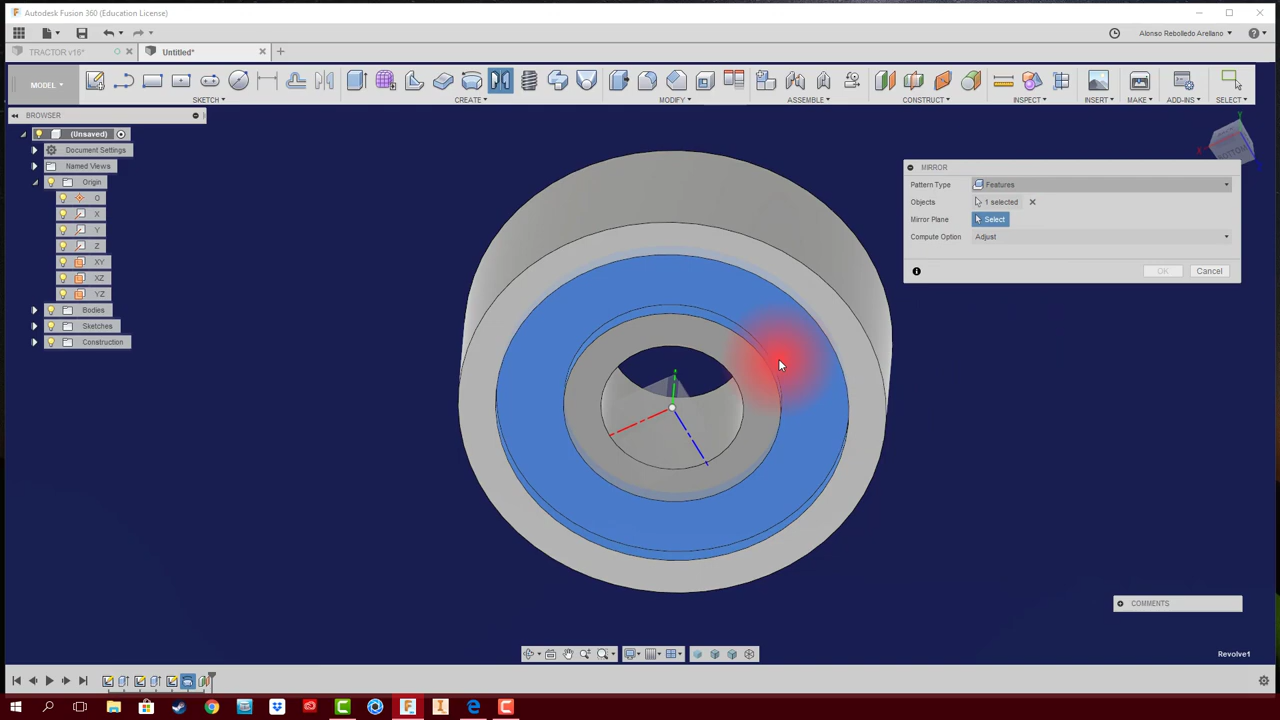 Autodesk Fusion 360 (Education License)
Alonso Rebolledo Arellano
TRACTOR v16*
Untitled*
MODEL
SKETCH
CREATE
MODIFY
ASSEMBLE
CONSTRUCT
INSPECT
INSERT
MAKE
ADD-INS
SELECT
BROWSER
(Unsaved)
Document Settings
Named Views
Origin
O
X
Y
Z
XY
XZ
YZ
Bodies
Sketches
Construction
BOTTOM
MIRROR
Pattern Type Features
Objects 1 selected
Mirror Plane Select
Compute Option Adjust
OK Cancel
COMMENTS
Revolve1